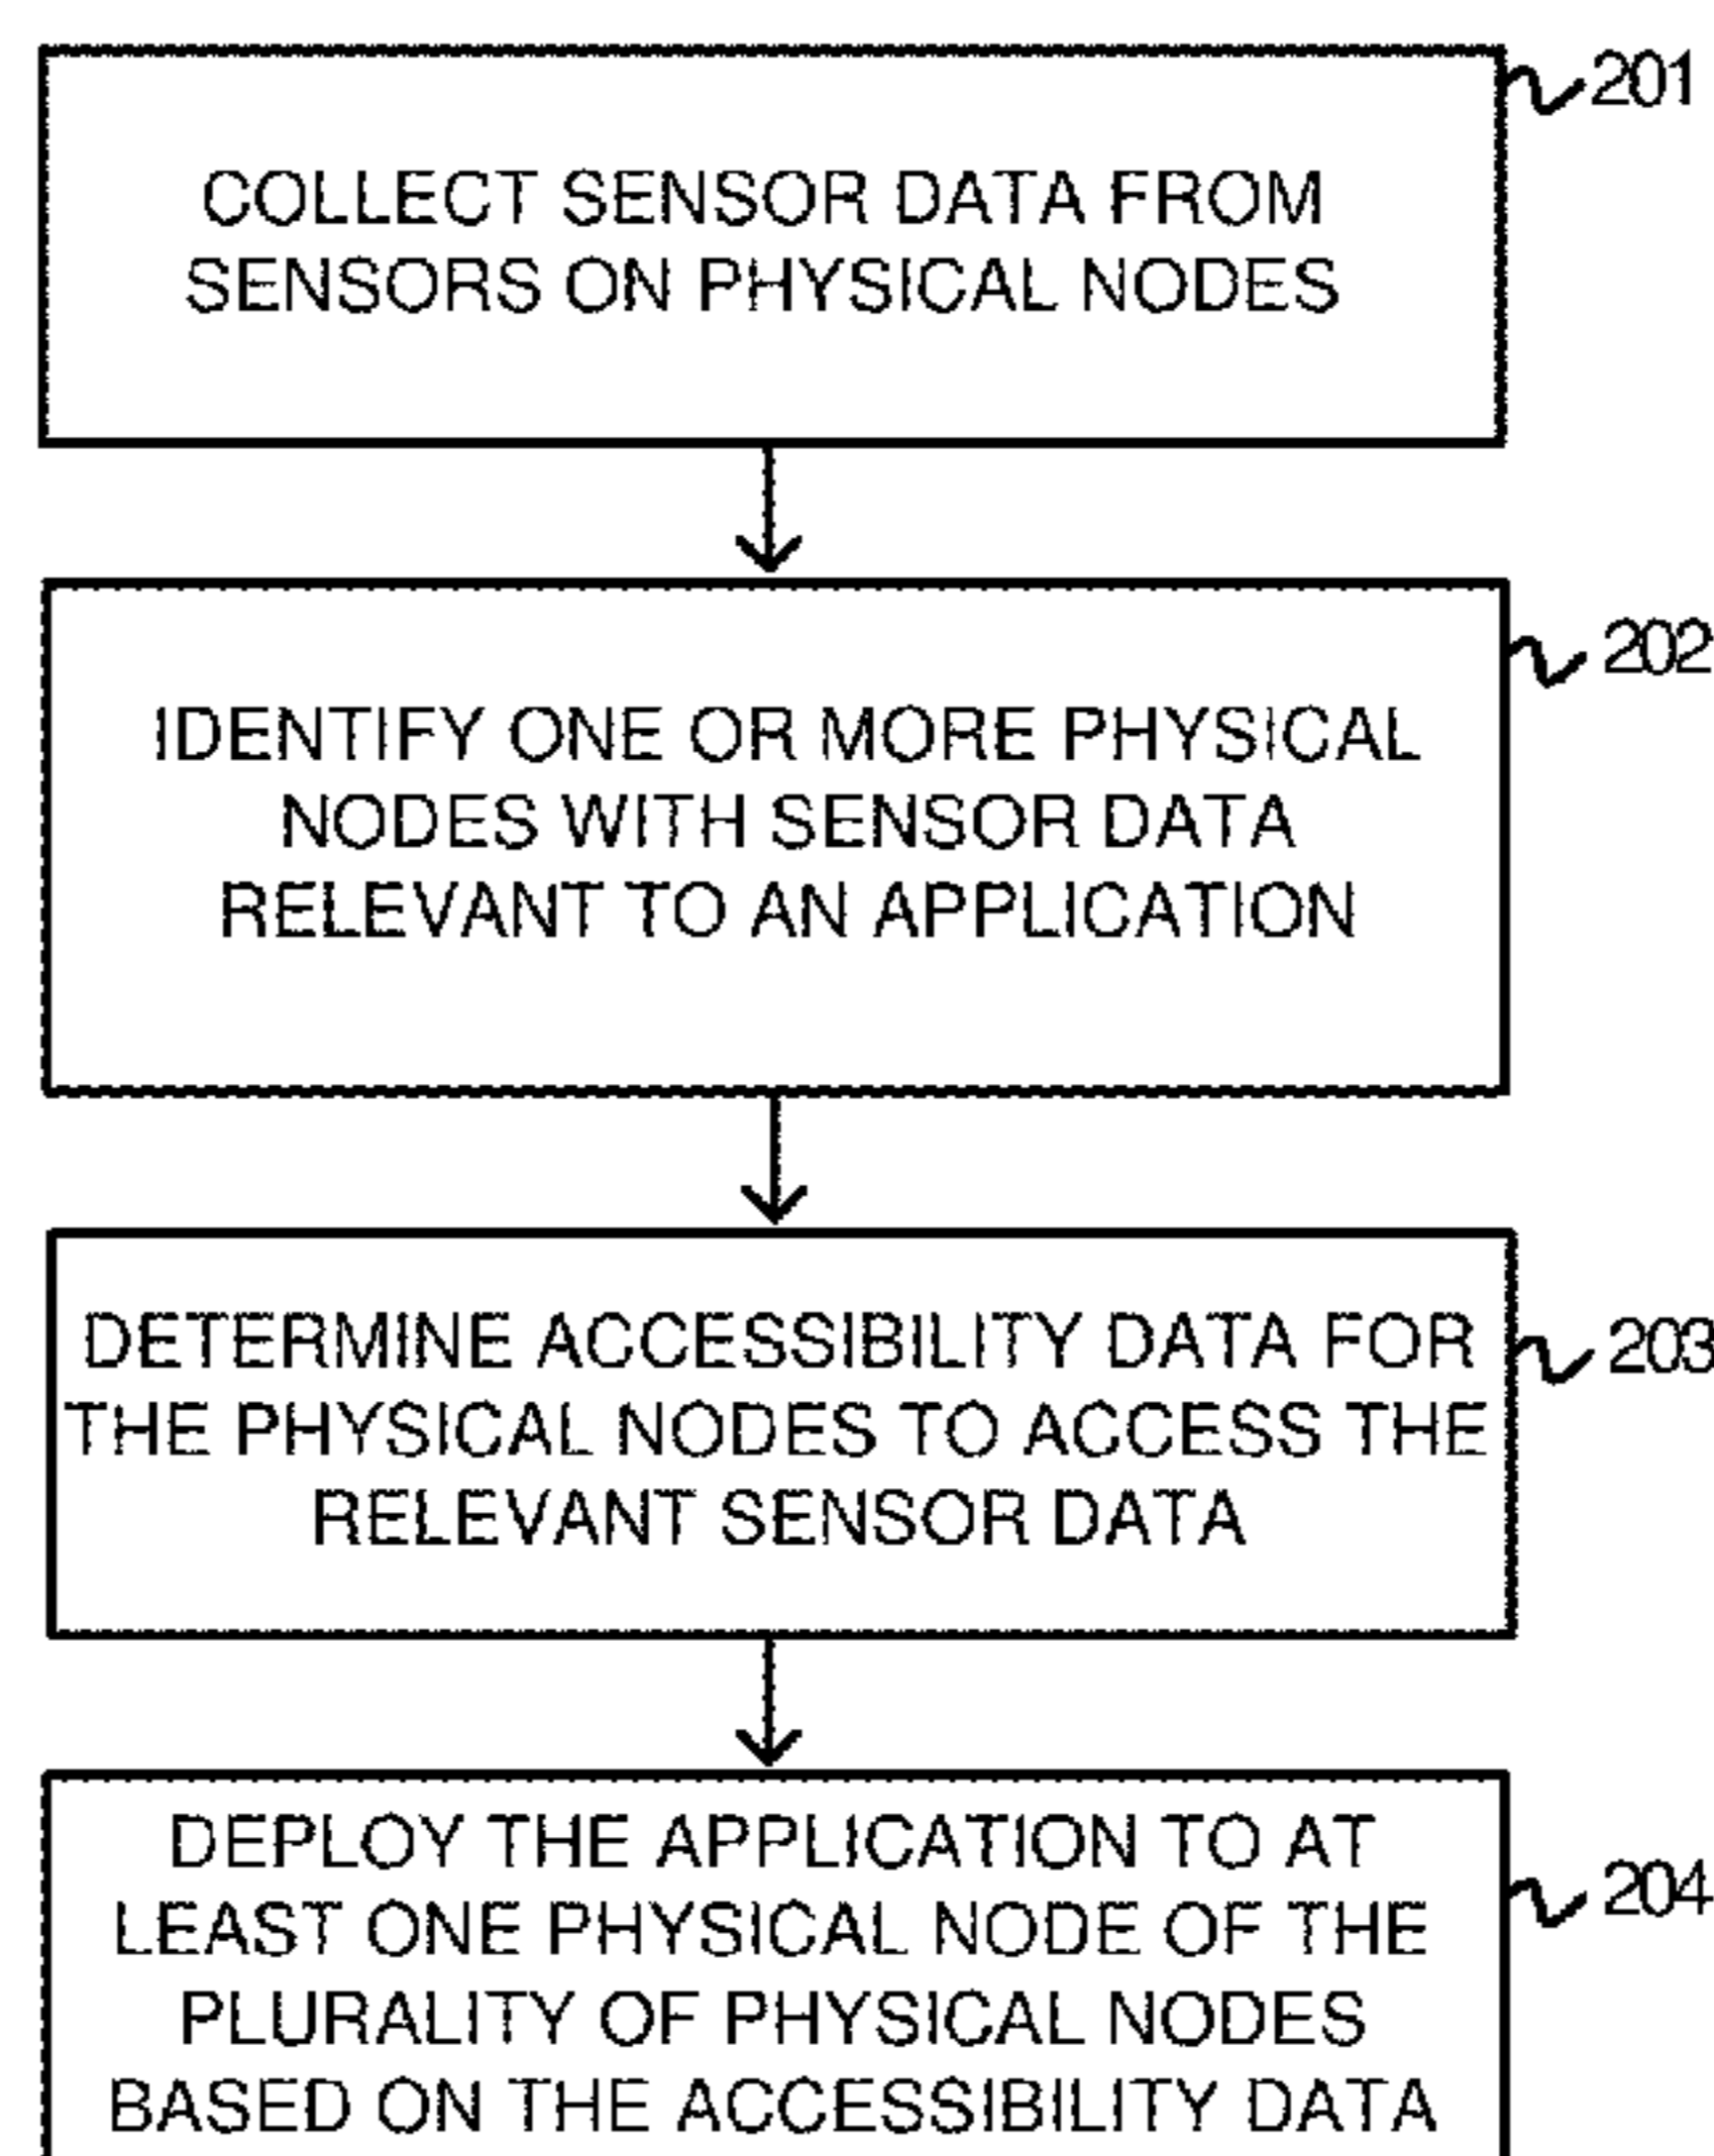 201
COLLECT SENSOR DATA FROM
SENSORS ON PHYSICAL NODES
202
IDENTIFY ONE OR MORE PHYSICAL
NODES WITH SENSOR DATA
RELEVANT TO AN APPLICATION
203
DETERMINE ACCESSIBILITY DATA FOR
THE PHYSICAL NODES TO ACCESS THE
RELEVANT SENSOR DATA
204
DEPLOY THE APPLICATION TO AT
LEAST ONE PHYSICAL NODE OF THE
PLURALITY OF PHYSICAL NODES
BASED ON THE ACCESSIBILITY DATA